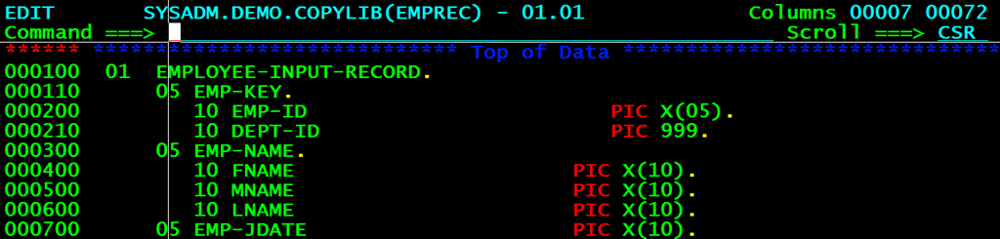 EDIT SYSADM.DEMO.COPYLIB(EMPREC) - 01.01 Columns 00007 00072
Command ===> Scroll ===> CSR
****** ***************************** Top of Data ******************************
000100 01 EMPLOYEE-INPUT-RECORD.
000110 05 EMP-KEY.
000200 10 EMP-ID PIC X(05).
000210 10 DEPT-ID PIC 999.
000300 05 EMP-NAME.
000400 10 FNAME PIC X(10).
000500 10 MNAME PIC X(10).
000600 10 LNAME PIC X(10).
000700 05 EMP-JDATE PIC X(10).